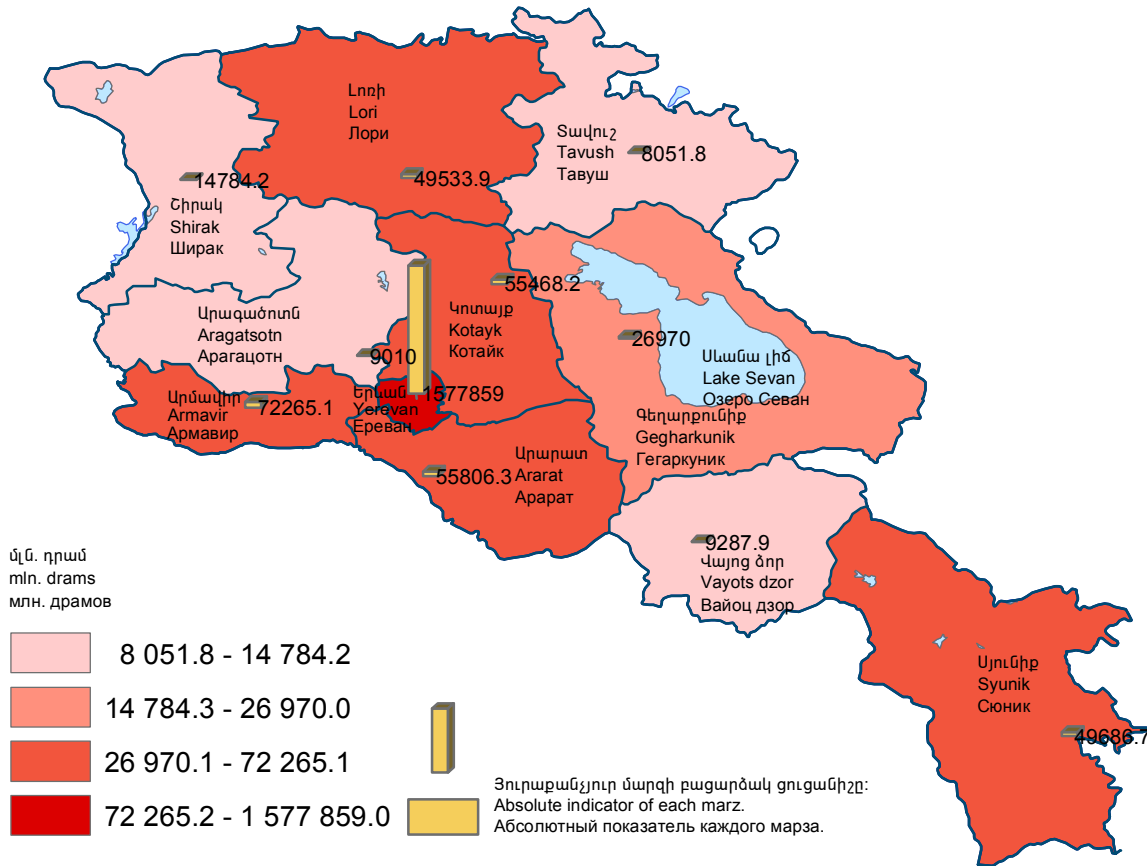 Լոռի
Lori
Лори
49533.9
Տավուշ
Tavush
Тавуш
8051.8
14784.2
Շիրակ
Shirak
Ширак
55468.2
Կոտայք
Kotayk
Котайк
Արագածոտն
Aragatsotn
Арагацотн
9010
26970
Սևանա լիճ
Lake Sevan
Озеро Севан
Գեղարքունիք
Gegharkunik
Гегаркуник
Արմավիր
Armavir
Армавир
72265.1
Երևան
Yerevan
Ереван
1577859
55806.3
Արարատ
Ararat
Арарат
9287.9
Վայոց ձոր
Vayots dzor
Вайоц дзор
Սյունիք
Syunik
Сюник
49686.7
մլն. դրամ
mln. drams
млн. драмов
8 051.8 - 14 784.2
14 784.3 - 26 970.0
26 970.1 - 72 265.1
72 265.2 - 1 577 859.0
Յուրաքանչյուր մարզի բացարձակ ցուցանիշը:
Absolute indicator of each marz.
Абсолютный показатель каждого марза.